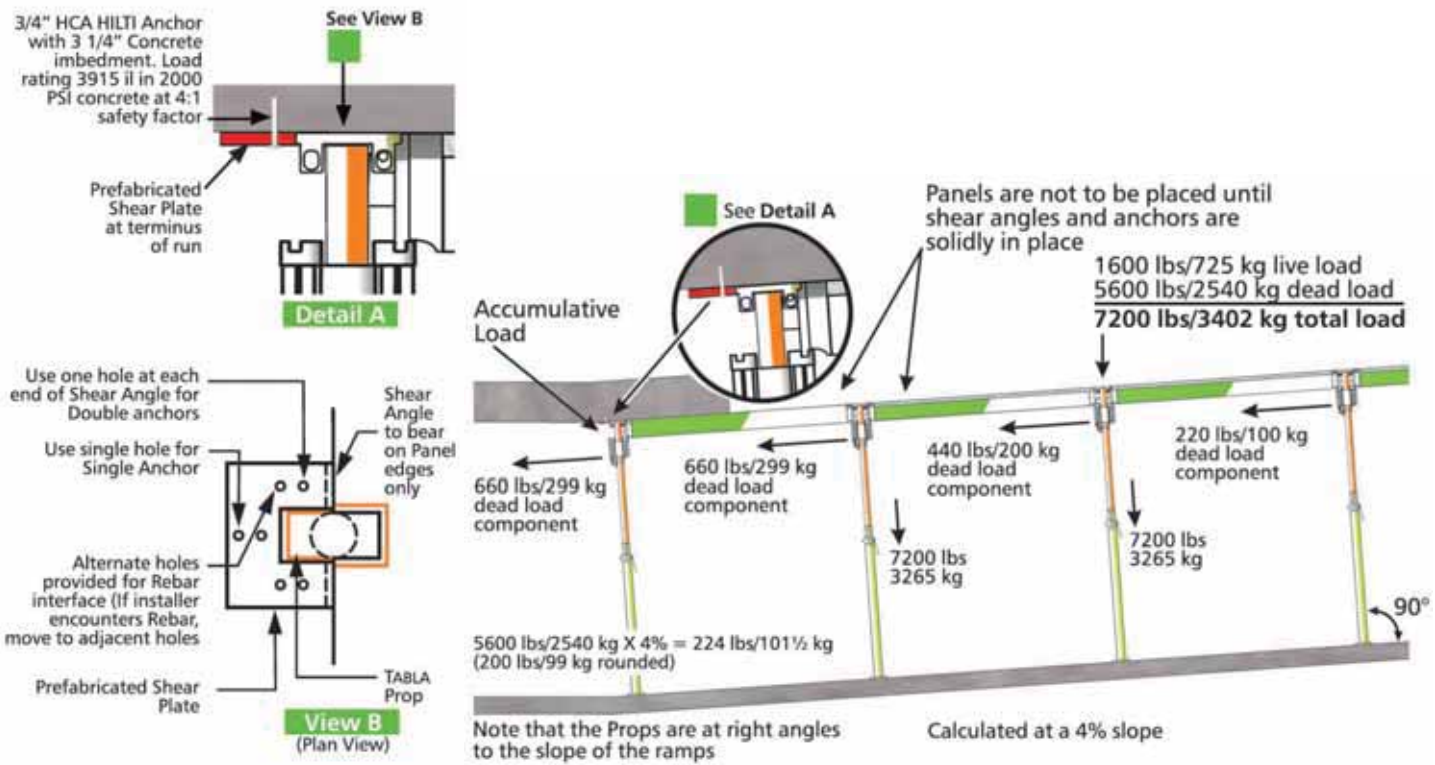 3/4" HCA HILTI Anchor
with 3 1/4" Concrete
imbedment. Load
rating 3915 il in 2000
PSI concrete at 4:1
safety factor
See View B
Prefabricated
Shear Plate
at terminus
of run
Detail A
Use one hole at each
end of Shear Angle for
Double anchors
Use single hole for
Single Anchor
Shear
Angle
to bear
on Panel
edges
only
Alternate holes
provided for Rebar
interface (If installer
encounters Rebar,
move to adjacent holes
Prefabricated Shear
Plate
TABLA
Prop
View B
(Plan View)
See Detail A
Panels are not to be placed until
shear angles and anchors are
solidly in place
1600 lbs/725 kg live load
5600 lbs/2540 kg dead load
7200 lbs/3402 kg total load
Accumulative
Load
660 lbs/299 kg
dead load
component
660 lbs/299 kg
dead load
component
440 lbs/200 kg
dead load
component
220 lbs/100 kg
dead load
component
7200 lbs
3265 kg
7200 lbs
3265 kg
90°
5600 lbs/2540 kg X 4% = 224 lbs/101½ kg
(200 lbs/99 kg rounded)
Note that the Props are at right angles
to the slope of the ramps
Calculated at a 4% slope